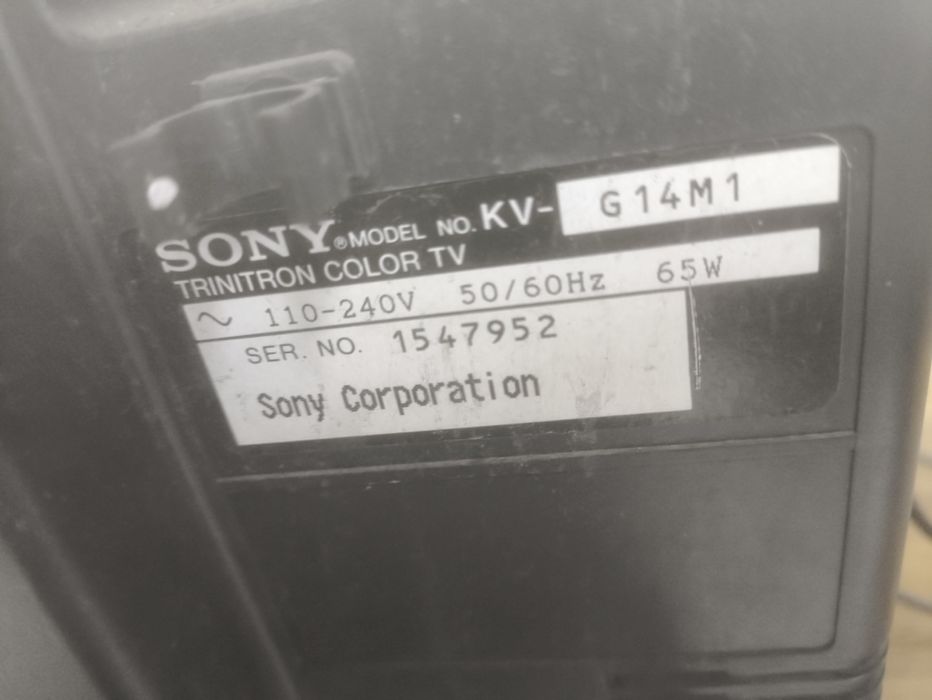 SONY® MODEL NO. KV- G14M1
TRINITRON COLOR TV
~ 110-240V 50/60Hz 65W
SER. NO. 1547952
Sony Corporation